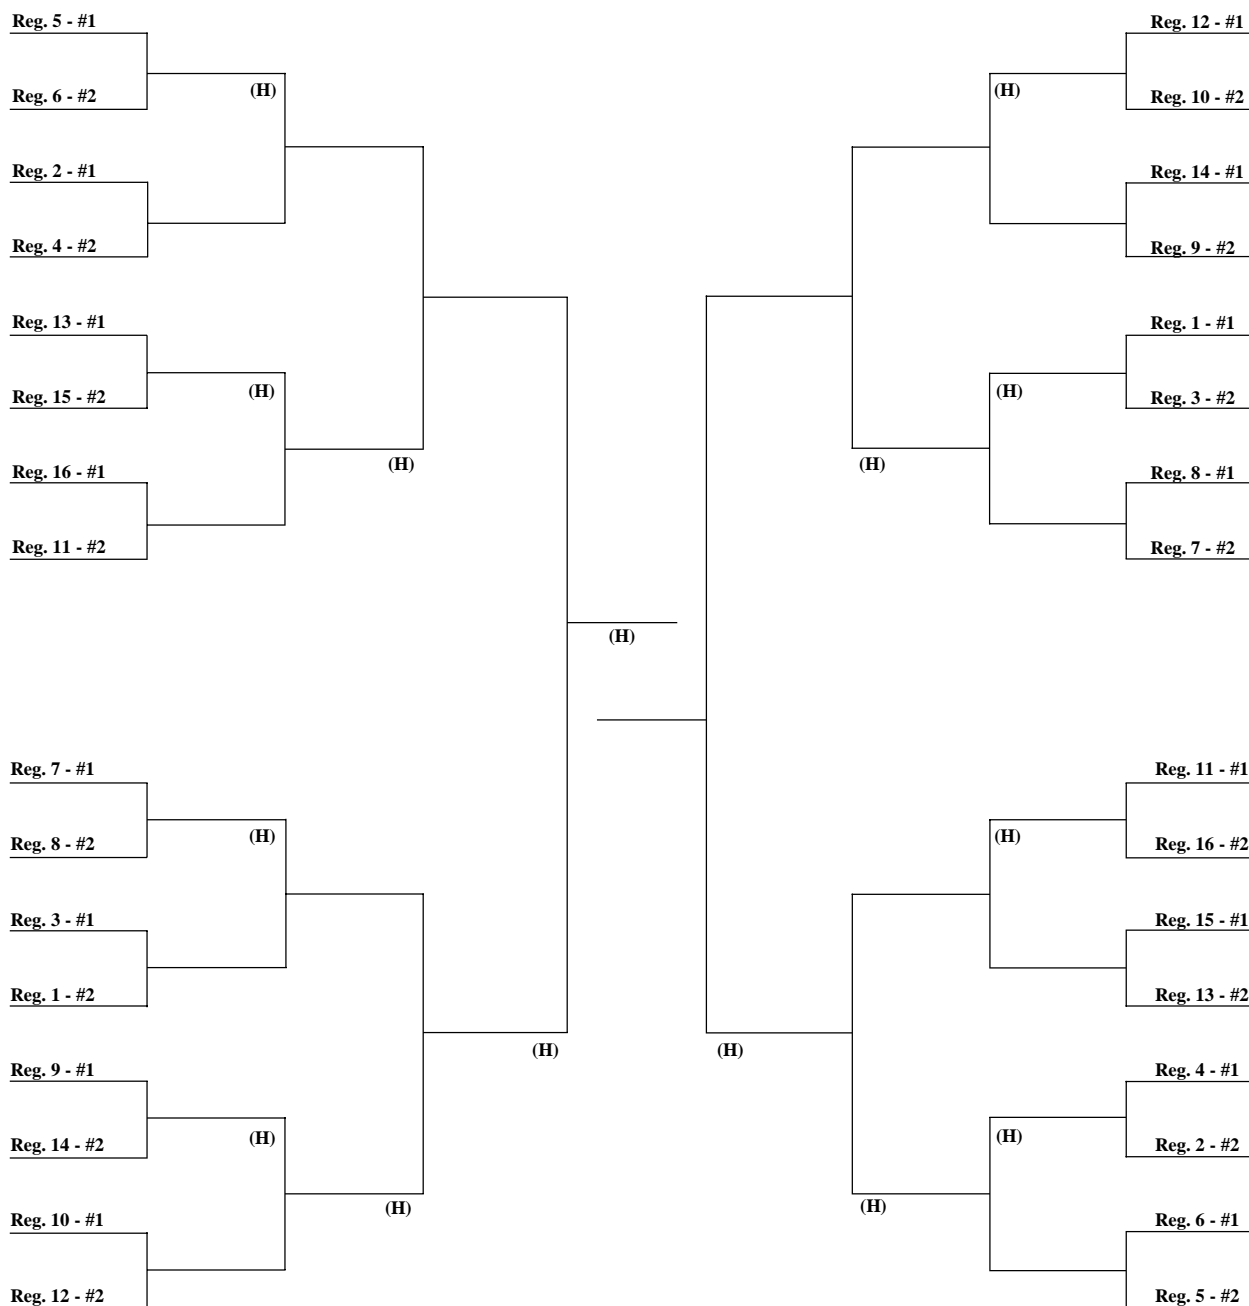 Reg. 5 - #1
Reg. 6 - #2
(H)
Reg. 2 - #1
Reg. 4 - #2
Reg. 13 - #1
Reg. 15 - #2
(H)
Reg. 16 - #1
(H)
Reg. 11 - #2
(H)
Reg. 7 - #1
Reg. 8 - #2
(H)
Reg. 3 - #1
Reg. 1 - #2
(H)
Reg. 9 - #1
Reg. 14 - #2
(H)
(H)
Reg. 10 - #1
Reg. 12 - #2
Reg. 12 - #1
(H)
Reg. 10 - #2
Reg. 14 - #1
Reg. 9 - #2
Reg. 1 - #1
(H)
Reg. 3 - #2
(H)
Reg. 8 - #1
Reg. 7 - #2
Reg. 11 - #1
(H)
Reg. 16 - #2
Reg. 15 - #1
Reg. 13 - #2
(H)
Reg. 4 - #1
(H)
Reg. 2 - #2
(H)
Reg. 6 - #1
Reg. 5 - #2